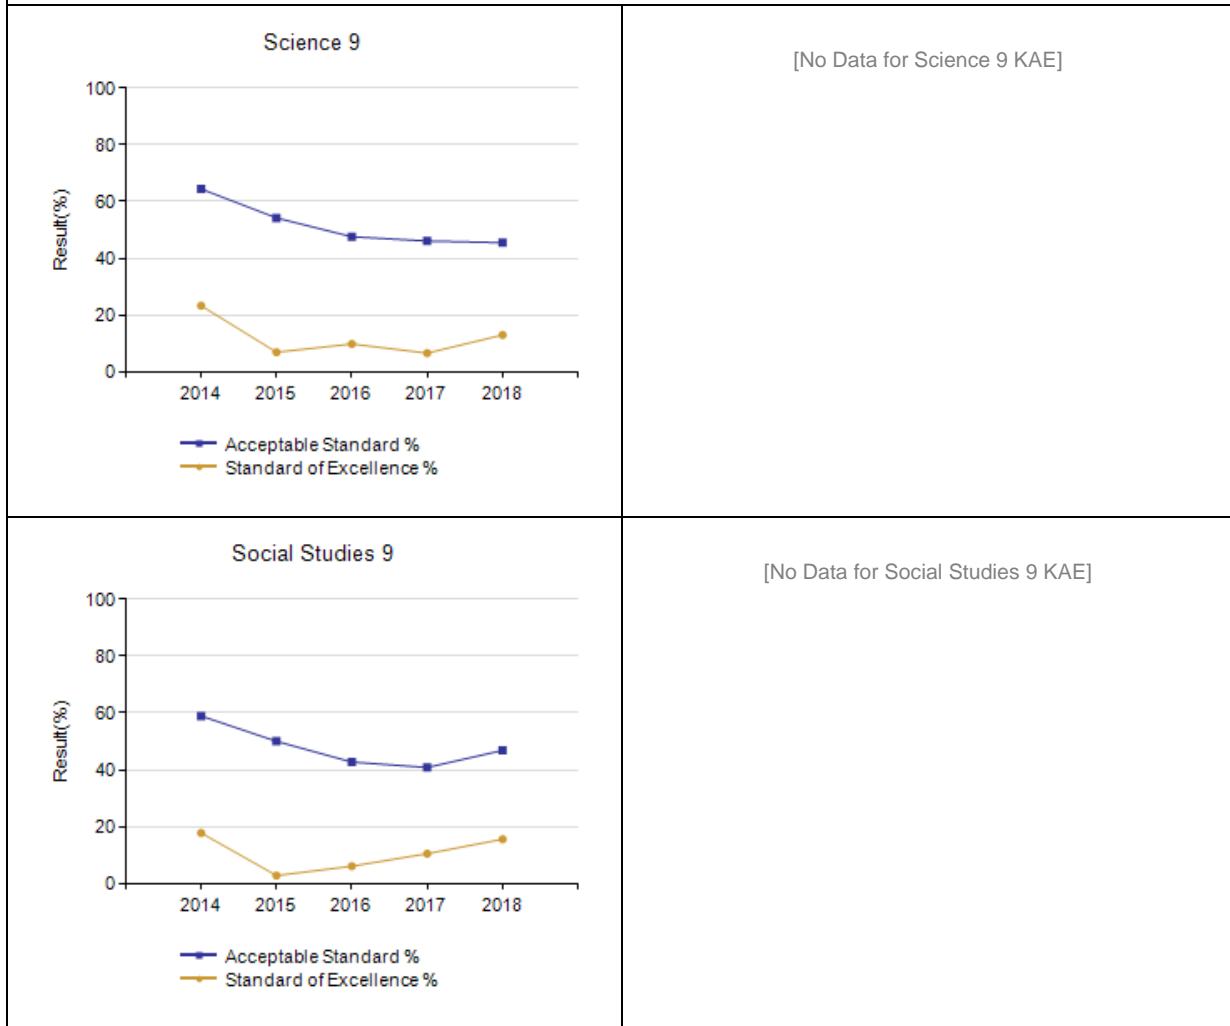 Science 9
[No Data for Science 9 KAE]
100
80
60
40
20
0
Result(%)
2014 2015 2016 2017 2018
Acceptable Standard %
Standard of Excellence %
Social Studies 9
[No Data for Social Studies 9 KAE]
100
80
60
40
20
0
Result(%)
2014 2015 2016 2017 2018
Acceptable Standard %
Standard of Excellence %